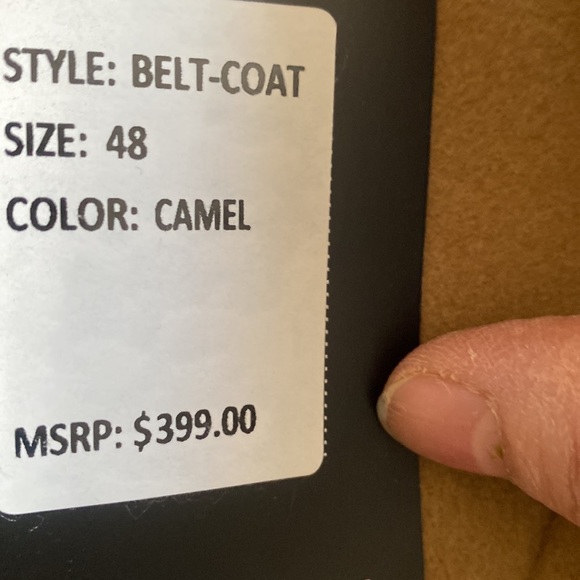 STYLE: BELT-COAT
SIZE: 48
COLOR: CAMEL
MSRP: $399.00